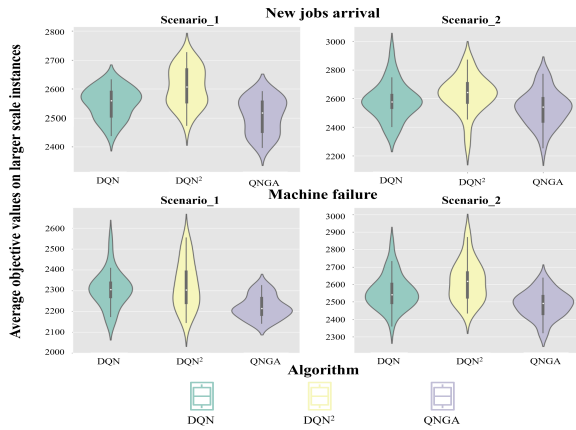 New jobs arrival
Scenario_1
Scenario_2
Average objective values on larger scale instances
2800
2700
2600
2500
2400
3000
2800
2600
2400
2200
DQN
DQN²
QNGA
DQN
DQN²
QNGA
Machine failure
Scenario_1
Scenario_2
2600
2500
2400
2300
2200
2100
2000
3000
2900
2800
2700
2600
2500
2400
2300
DQN
DQN²
QNGA
DQN
DQN²
QNGA
Algorithm
DQN
DQN²
QNGA